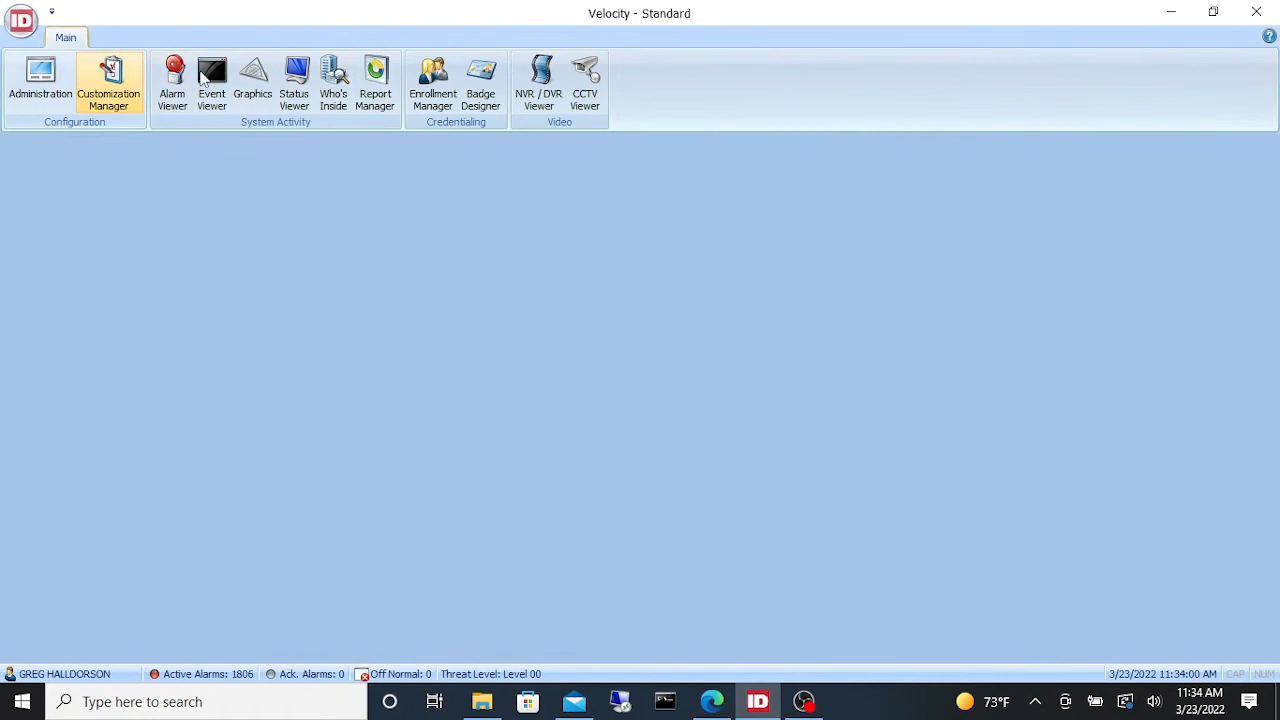 ID
Velocity - Standard
Main
Administration
Customization
Manager
Configuration
Alarm
Viewer
Event
Viewer
Graphics
Status
Viewer
Who's
Inside
Report
Manager
System Activity
Enrollment
Manager
Badge
Designer
Credentialing
NVR / DVR
Viewer
CCTV
Viewer
Video
GREG HALLDORSON
Active Alarms: 1806
Ack. Alarms: 0
Off Normal: 0
Threat Level: Level 00
3/23/2022 11:34:00 AM
CAP
NUM
Type here to search
ID
73°F
11:34 AM
3/23/2022